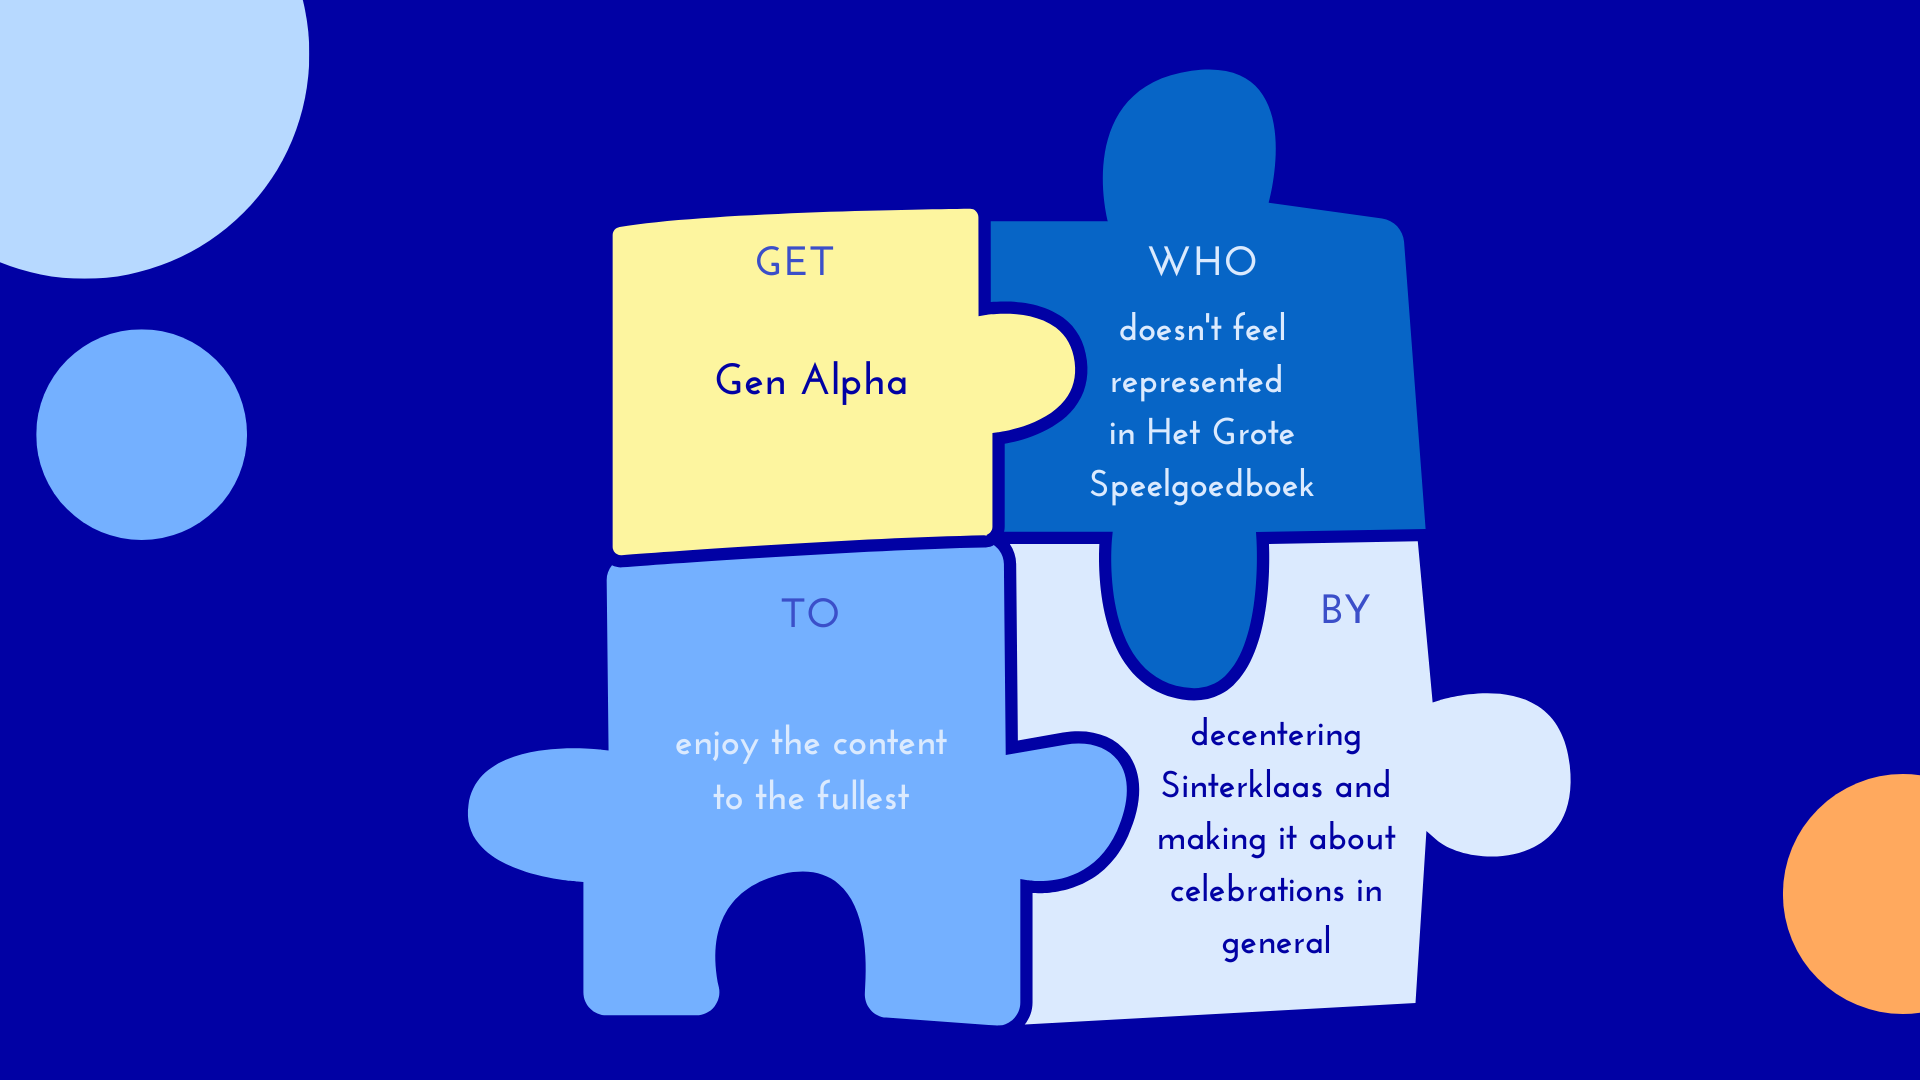 GET
Gen Alpha
WHO
doesn't feel
represented
in Het Grote
Speelgoedboek
TO
enjoy the content
to the fullest
BY
decentering
Sinterklaas and
making it about
celebrations in
general